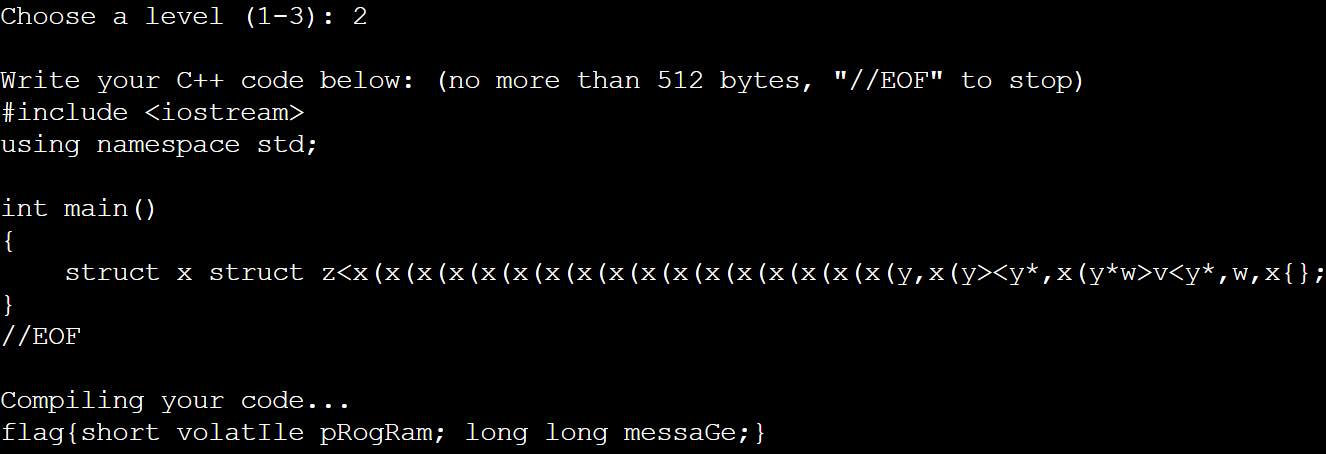 Choose a level (1-3): 2
Write your C++ code below: (no more than 512 bytes, "//EOF" to stop)
#include <iostream>
using namespace std;
int main()
{
    struct x struct z<x(x(x(x(x(x(x(x(x(x(x(x(x(x(x(x(x(y,x(y><y*,x(y*w>v<y*,w,x{};
}
//EOF
Compiling your code...
flag{short volatIle pRogRam; long long messaGe;}